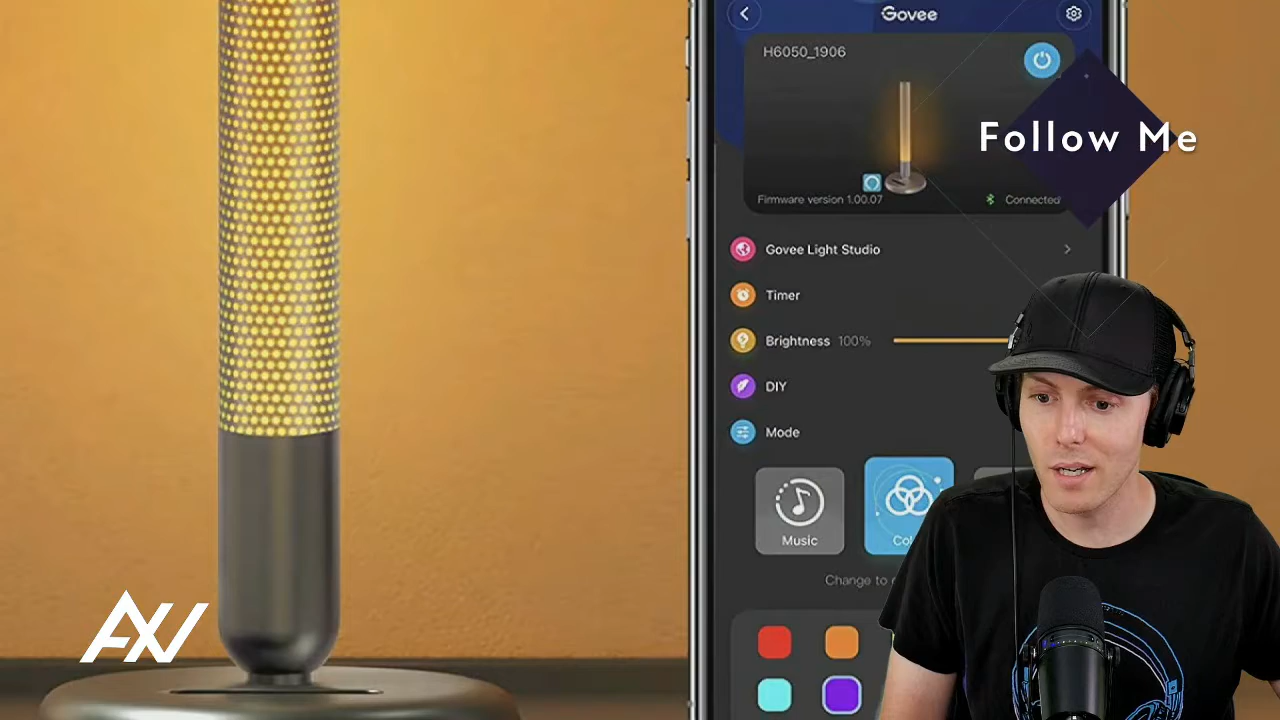 Govee
H6050_1906
Follow Me
Firmware version 1.00.07
Connected
Govee Light Studio
Timer
Brightness 100%
DIY
Mode
Music
Change to
AXV